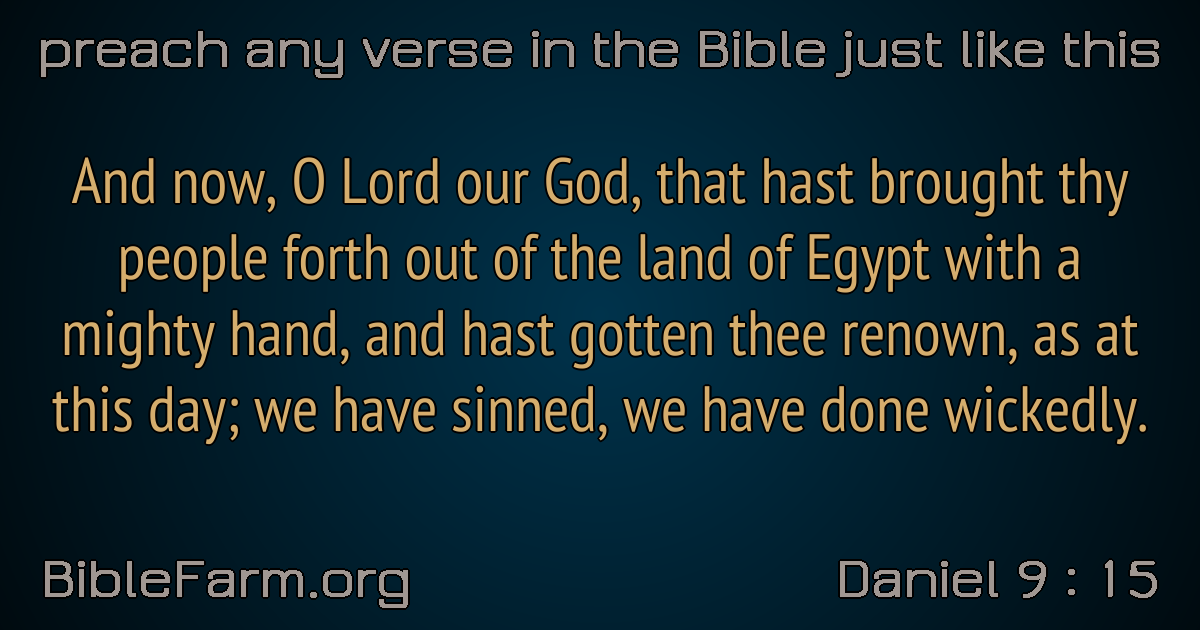 preach any verse in the Bible just like this
And now, O Lord our God, that hast brought thy
people forth out of the land of Egypt with a
mighty hand, and hast gotten thee renown, as at
this day; we have sinned, we have done wickedly.
BibleFarm.org
Daniel 9 : 15